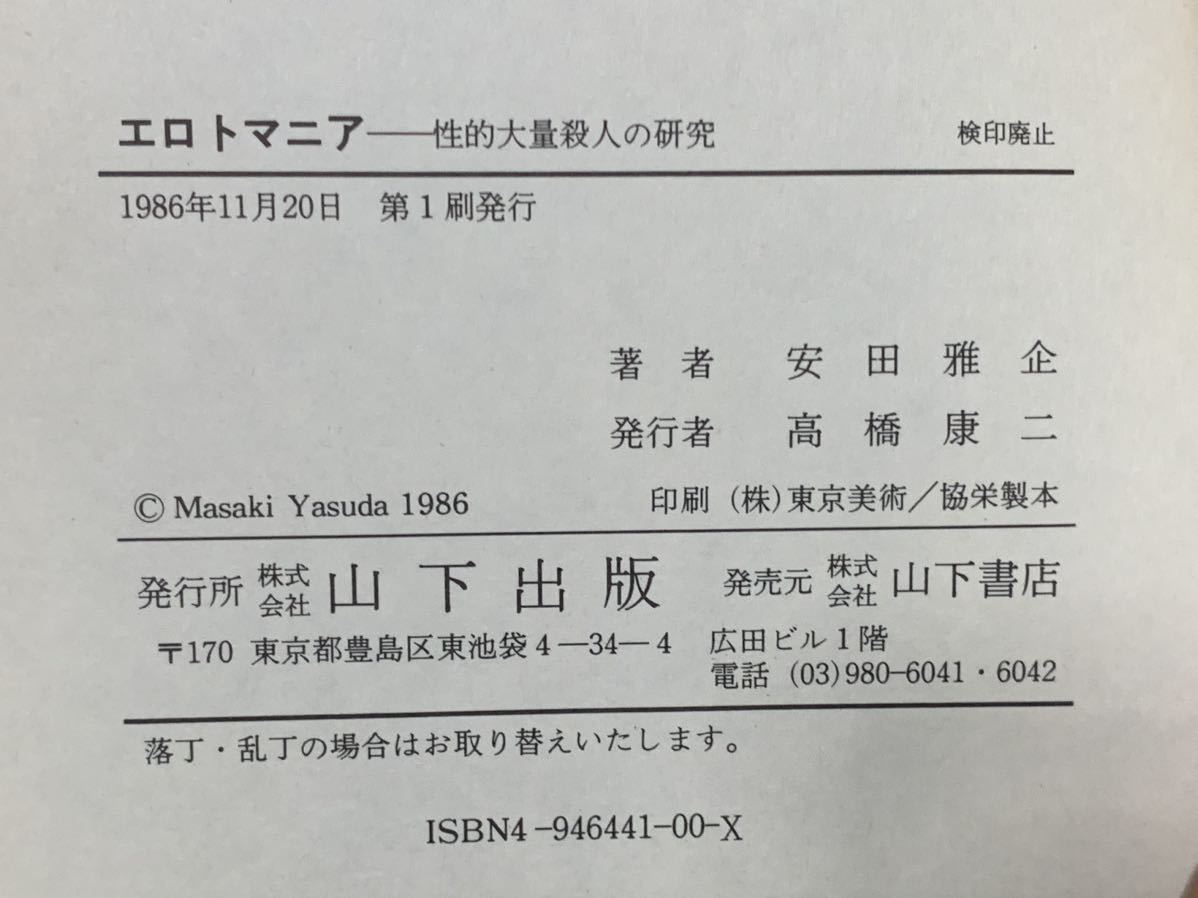 エロトマニア——性的大量殺人の研究 検印廃止
1986年11月20日 第1刷発行
著者 安田雅企
発行者 高橋康二
© Masaki Yasuda 1986 印刷 (株)東京美術／協栄製本
発行所 株式会社 山下出版 発売元 株式会社 山下書店
〒170 東京都豊島区東池袋4—34—4 広田ビル1階
電話 (03)980-6041・6042
落丁・乱丁の場合はお取り替えいたします。
ISBN4-946441-00-X